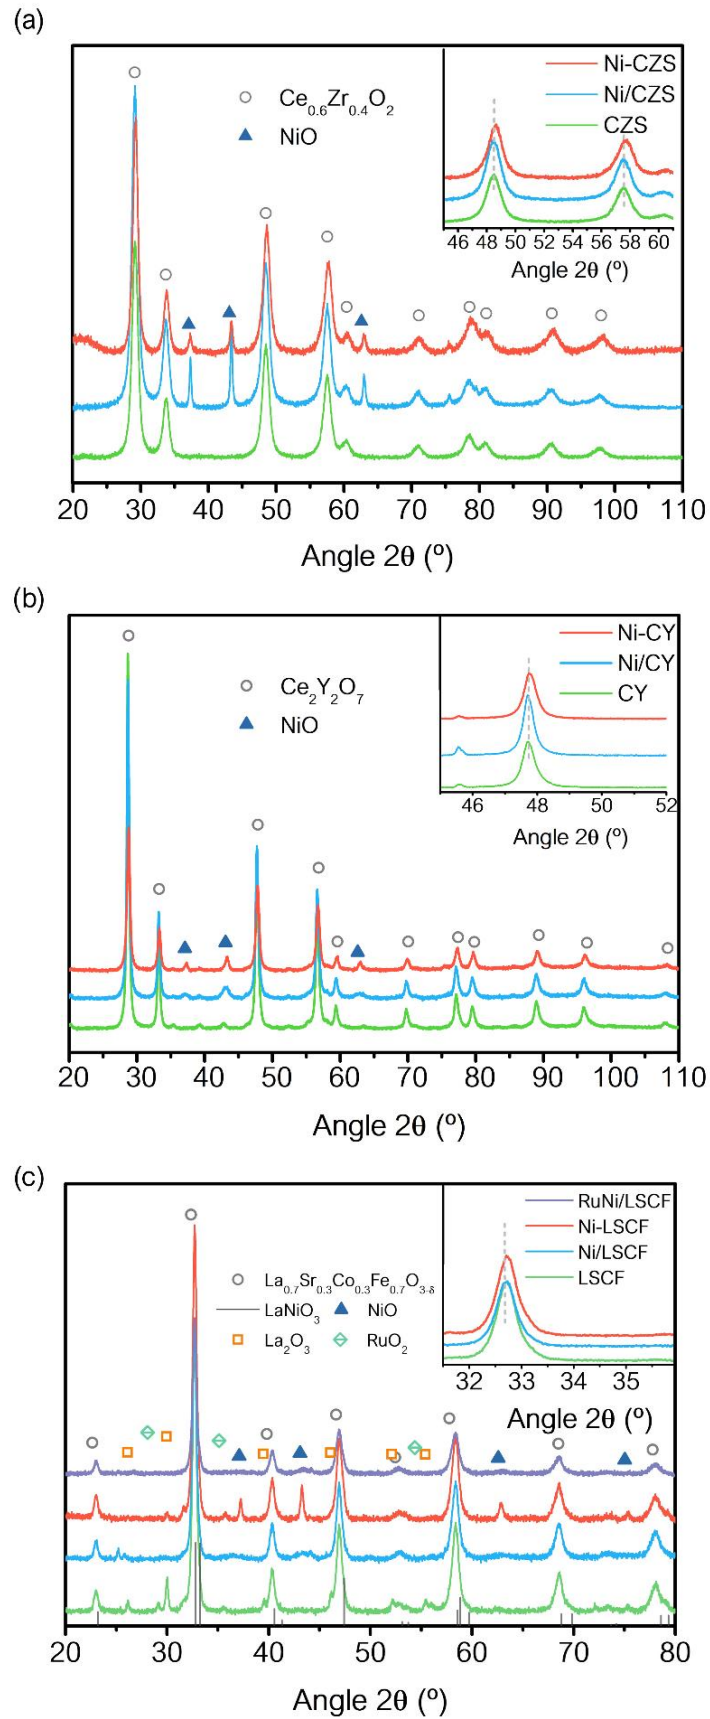 (a)
Ce0.6Zr0.4O2
NiO
Ni-CZS
Ni/CZS
CZS
46 48 50 52 54 56 58 60
Angle 2θ (º)
20 30 40 50 60 70 80 90 100 110
Angle 2θ (º)
(b)
Ce2Y2O7
NiO
Ni-CY
Ni/CY
CY
46 48 50 52
Angle 2θ (º)
20 30 40 50 60 70 80 90 100 110
Angle 2θ (º)
(c)
La0.7Sr0.3Co0.3Fe0.7O3-δ
LaNiO3 NiO
La2O3 RuO2
RuNi/LSCF
Ni-LSCF
Ni/LSCF
LSCF
32 33 34 35
Angle 2θ (º)
20 30 40 50 60 70 80
Angle 2θ (º)